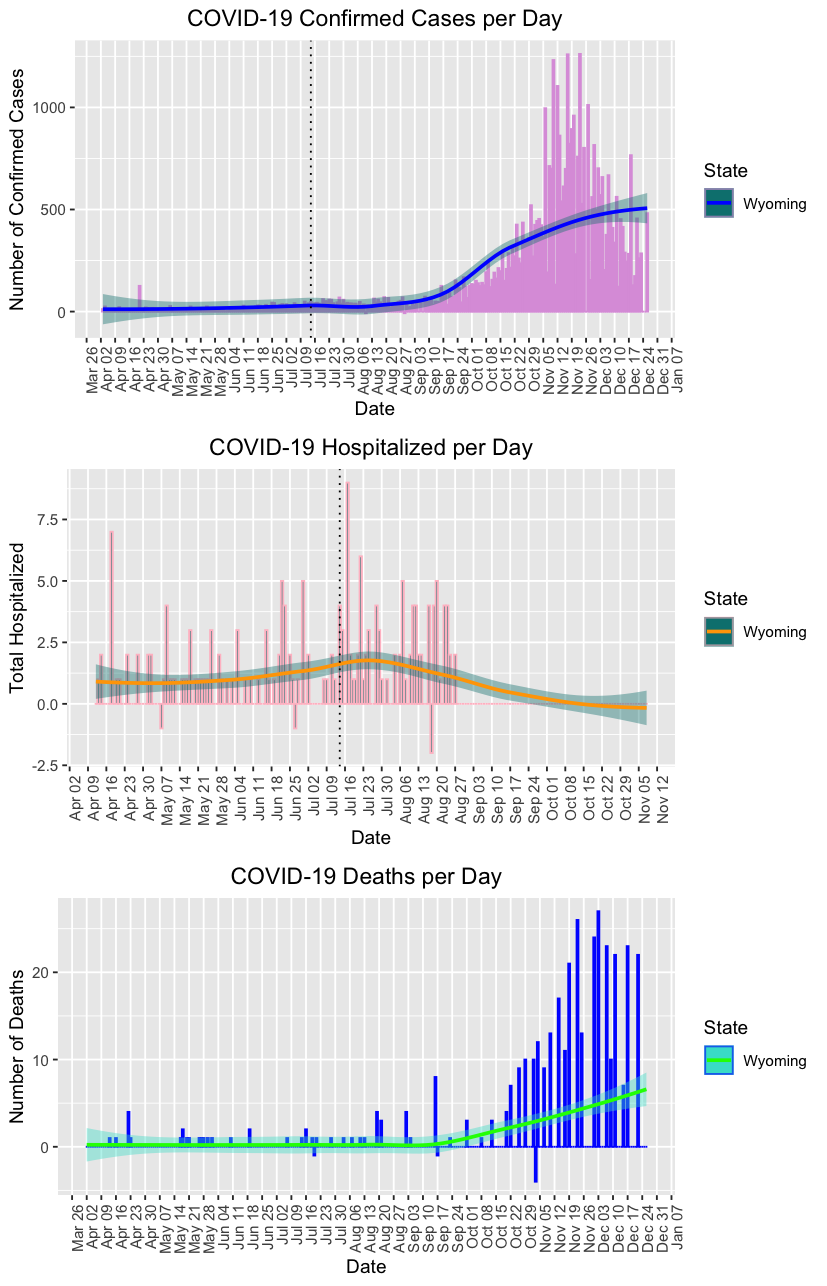 COVID-19 Confirmed Cases per Day
Number of Confirmed Cases
1000
500
0
Mar 26
Apr 02
Apr 09
Apr 16
Apr 23
Apr 30
May 07
May 14
May 21
May 28
Jun 04
Jun 11
Jun 18
Jun 25
Jul 02
Jul 09
Jul 16
Jul 23
Jul 30
Aug 06
Aug 13
Aug 20
Aug 27
Sep 03
Sep 10
Sep 17
Sep 24
Oct 01
Oct 08
Oct 15
Oct 22
Oct 29
Nov 05
Nov 12
Nov 19
Nov 26
Dec 03
Dec 10
Dec 17
Dec 24
Dec 31
Jan 07
Date
State
Wyoming
COVID-19 Hospitalized per Day
Total Hospitalized
7.5
5.0
2.5
0.0
-2.5
Apr 02
Apr 09
Apr 16
Apr 23
Apr 30
May 07
May 14
May 21
May 28
Jun 04
Jun 11
Jun 18
Jun 25
Jul 02
Jul 09
Jul 16
Jul 23
Jul 30
Aug 06
Aug 13
Aug 20
Aug 27
Sep 03
Sep 10
Sep 17
Sep 24
Oct 01
Oct 08
Oct 15
Oct 22
Oct 29
Nov 05
Nov 12
Date
State
Wyoming
COVID-19 Deaths per Day
Number of Deaths
20
10
0
Mar 26
Apr 02
Apr 09
Apr 16
Apr 23
Apr 30
May 07
May 14
May 21
May 28
Jun 04
Jun 11
Jun 18
Jun 25
Jul 02
Jul 09
Jul 16
Jul 23
Jul 30
Aug 06
Aug 13
Aug 20
Aug 27
Sep 03
Sep 10
Sep 17
Sep 24
Oct 01
Oct 08
Oct 15
Oct 22
Oct 29
Nov 05
Nov 12
Nov 19
Nov 26
Dec 03
Dec 10
Dec 17
Dec 24
Dec 31
Jan 07
Date
State
Wyoming